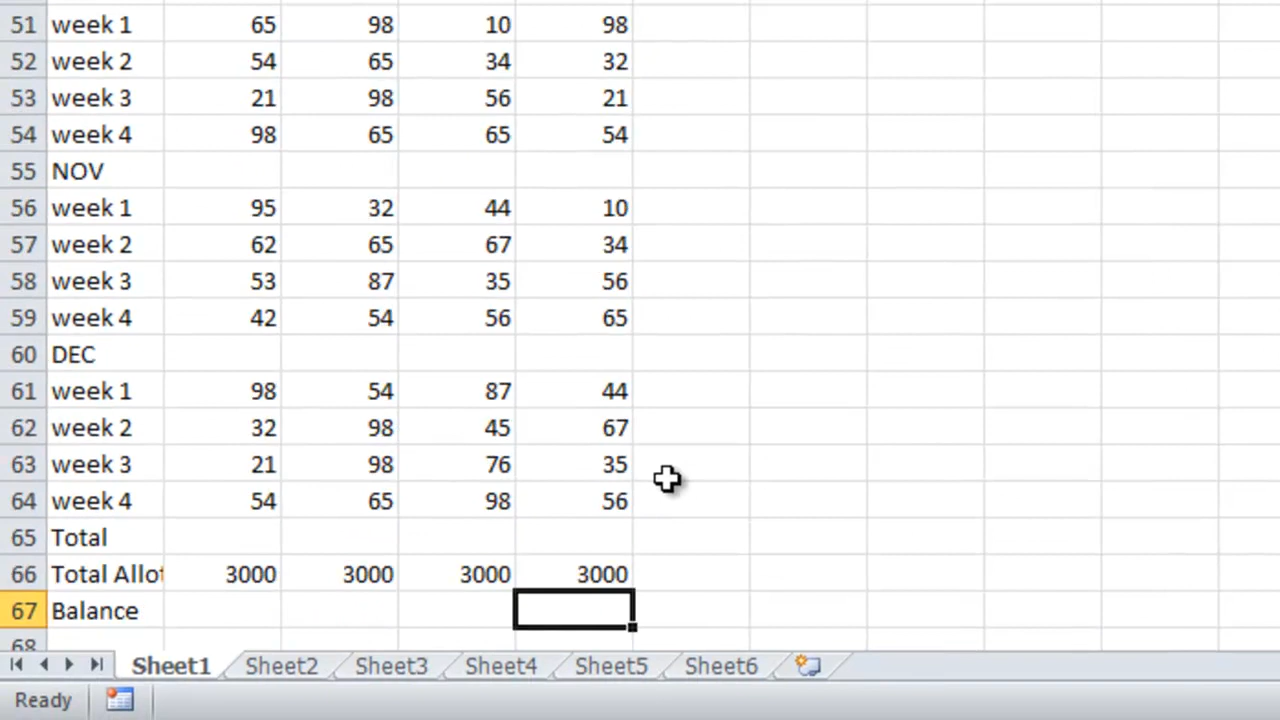 51 week 1 65 98 10 98
52 week 2 54 65 34 32
53 week 3 21 98 56 21
54 week 4 98 65 65 54
55 NOV
56 week 1 95 32 44 10
57 week 2 62 65 67 34
58 week 3 53 87 35 56
59 week 4 42 54 56 65
60 DEC
61 week 1 98 54 87 44
62 week 2 32 98 45 67
63 week 3 21 98 76 35
64 week 4 54 65 98 56
65 Total
66 Total Allot 3000 3000 3000 3000
67 Balance
68
Sheet1 Sheet2 Sheet3 Sheet4 Sheet5 Sheet6
Ready